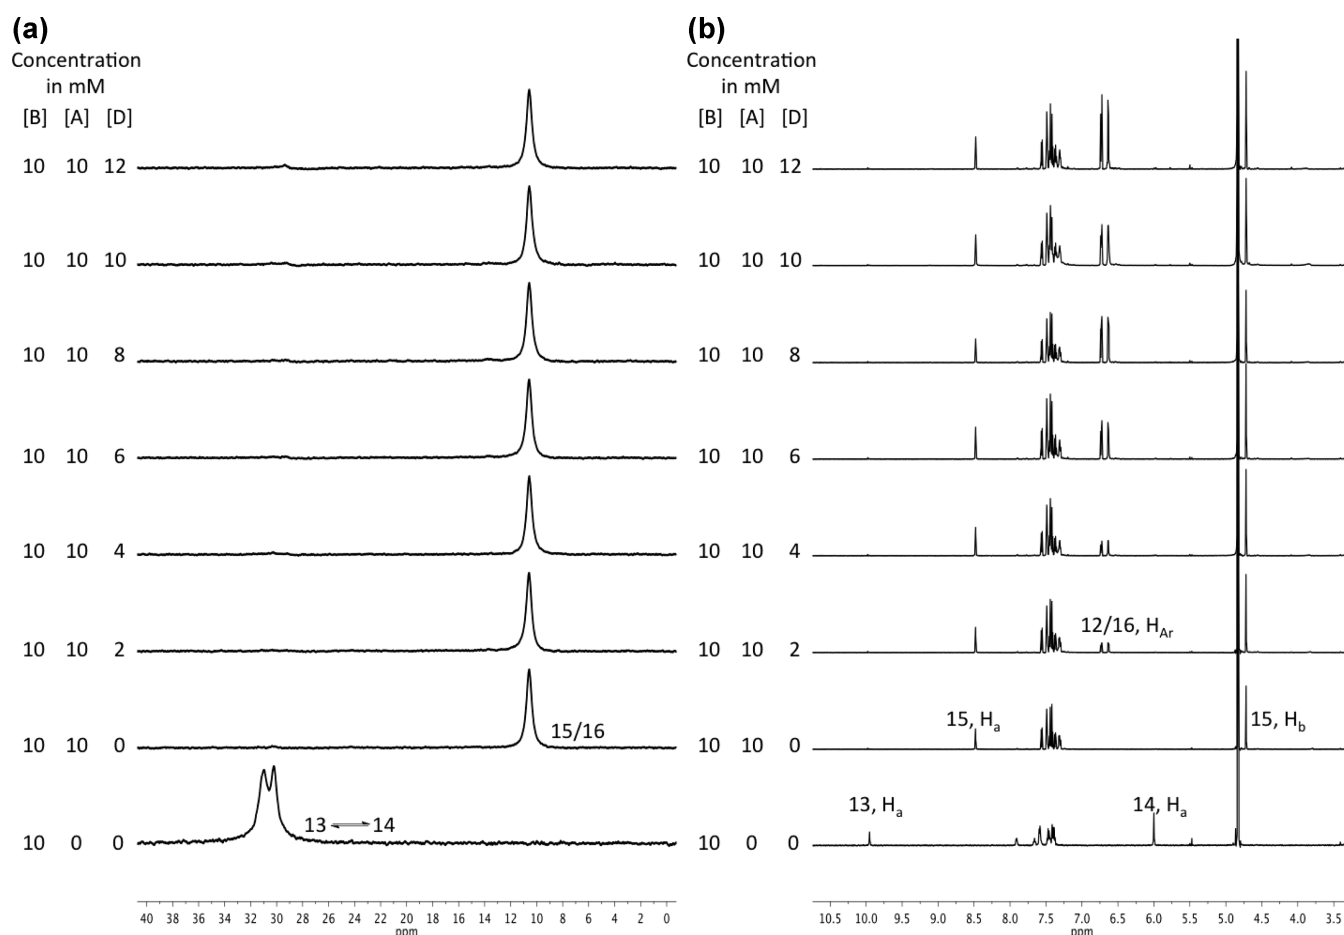 (a)
Concentration
in mM
[B] [A] [D]
10 10 12
10 10 10
10 10 8
10 10 6
10 10 4
10 10 2
10 10 0
15/16
10 0 0
13 ⇌ 14
40 38 36 34 32 30 28 26 24 22 20 18 16 14 12 10 8 6 4 2 0
ppm
(b)
Concentration
in mM
[B] [A] [D]
10 10 12
10 10 10
10 10 8
10 10 6
10 10 4
10 10 2
12/16, HAr
10 10 0
15, Ha
15, Hb
10 0 0
13, Ha
14, Ha
10.5 10.0 9.5 9.0 8.5 8.0 7.5 7.0 6.5 6.0 5.5 5.0 4.5 4.0 3.5
ppm